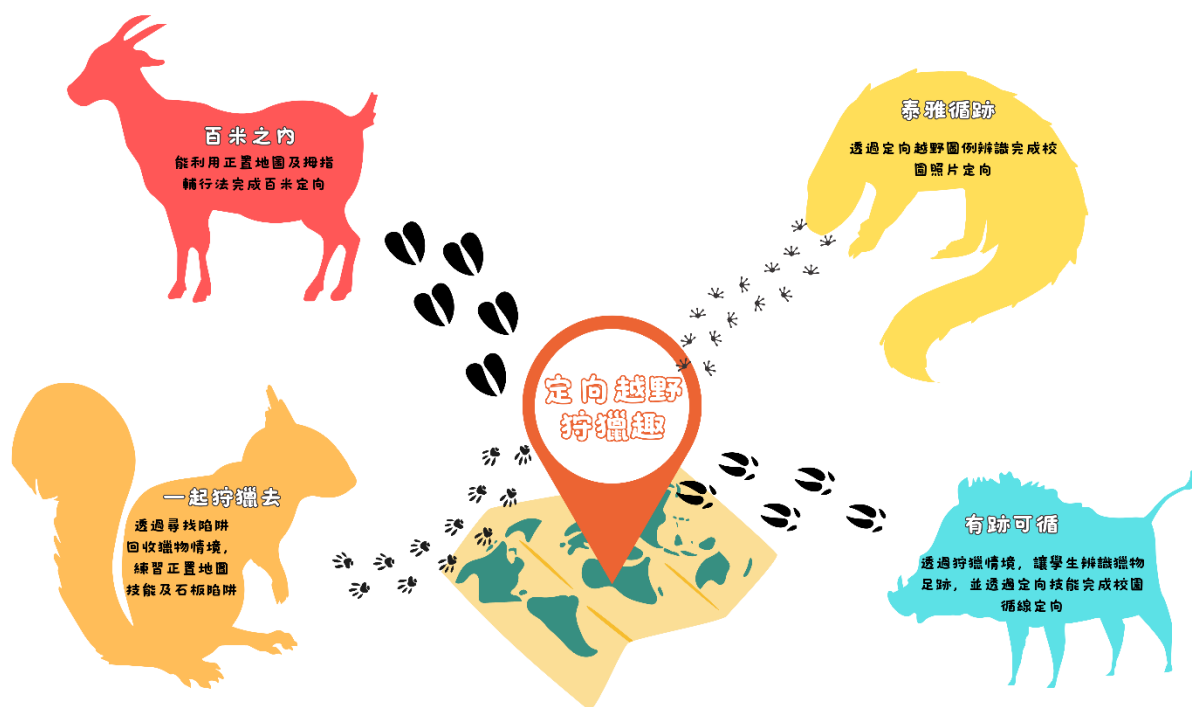 百米之內
能利用正置地圖及拇指
輔行法完成百米定向
泰雅循跡
透過定向越野圖例辨識完成校
園照片定向
定向越野
狩獵趣
一起狩獵去
透過尋找陷阱
回收獵物情境,
練習正置地圖
技能及石板陷阱
有跡可循
透過狩獵情境, 讓學生辨識獵物
足跡, 並透過定向技能完成校園
循線定向